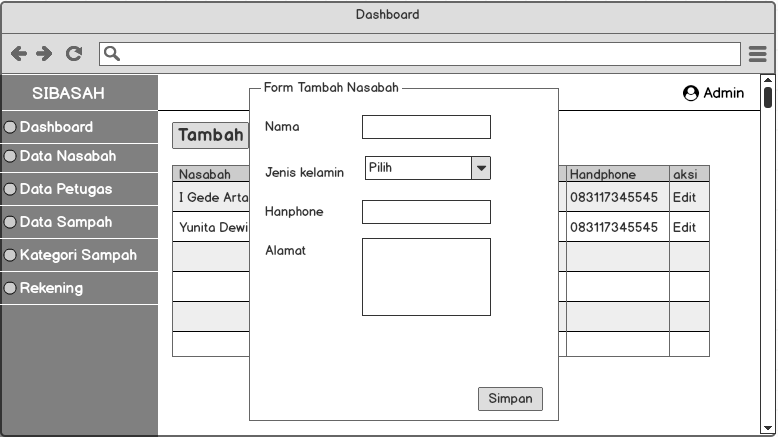 Dashboard
SIBASAH
Admin
Dashboard
Data Nasabah
Data Petugas
Data Sampah
Kategori Sampah
Rekening
Tambah
Nasabah
Handphone
aksi
I Gede Arta
083117345545
Edit
Yunita Dewi
083117345545
Edit
Form Tambah Nasabah
Nama
Jenis kelamin
Pilih
Hanphone
Alamat
Simpan